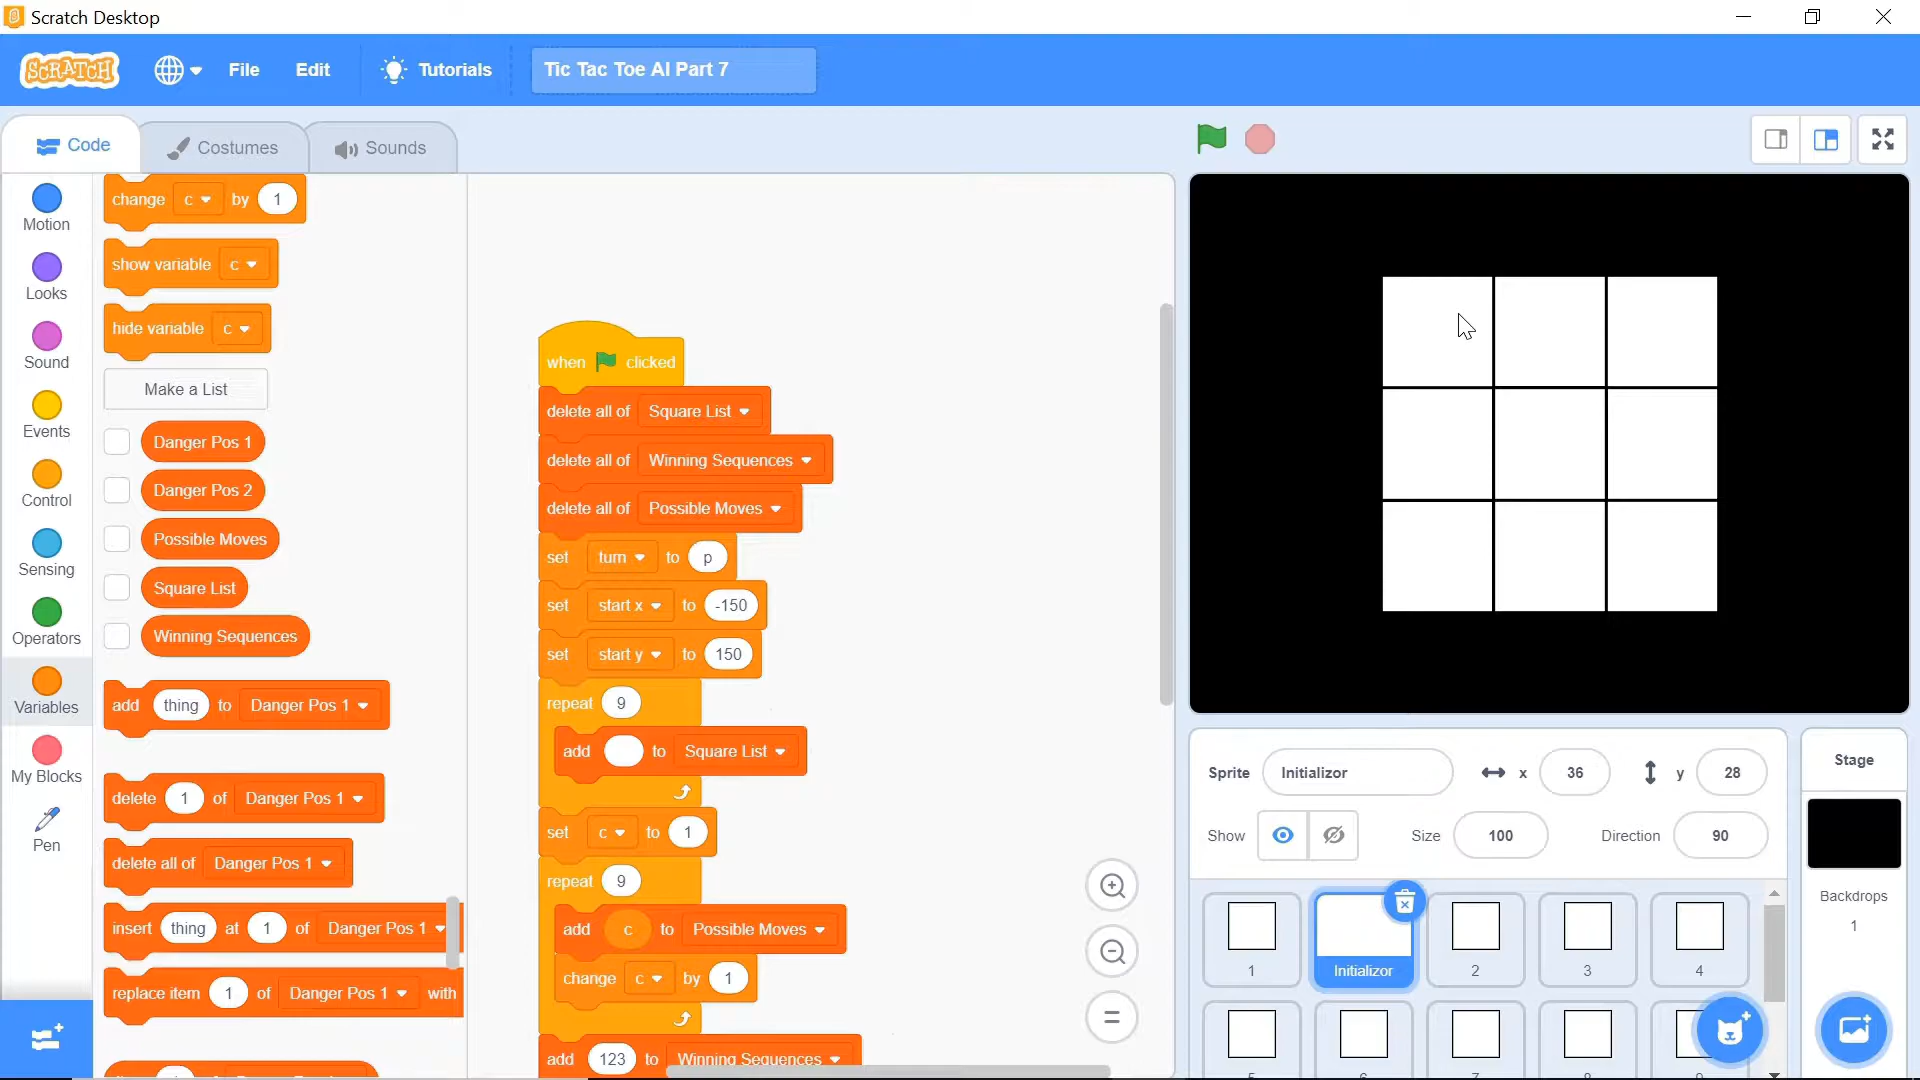 Scratch Desktop
SCRATCH File Edit Tutorials Tic Tac Toe AI Part 7
Code Costumes Sounds
Motion
Looks
Sound
Events
Control
Sensing
Operators
Variables
My Blocks
Pen
change c by 1
show variable c
hide variable c
Make a List
Danger Pos 1
Danger Pos 2
Possible Moves
Square List
Winning Sequences
add thing to Danger Pos 1
delete 1 of Danger Pos 1
delete all of Danger Pos 1
insert thing at 1 of Danger Pos 1
replace item 1 of Danger Pos 1 with
when clicked
delete all of Square List
delete all of Winning Sequences
delete all of Possible Moves
set turn to p
set start x to -150
set start y to 150
repeat 9
add to Square List
set c to 1
repeat 9
add c to Possible Moves
change c by 1
add 123 to Winning Sequences
Sprite Initializor x 36 y 28
Show Size 100 Direction 90
1 Initializor 2 3 4
Stage
Backdrops
1